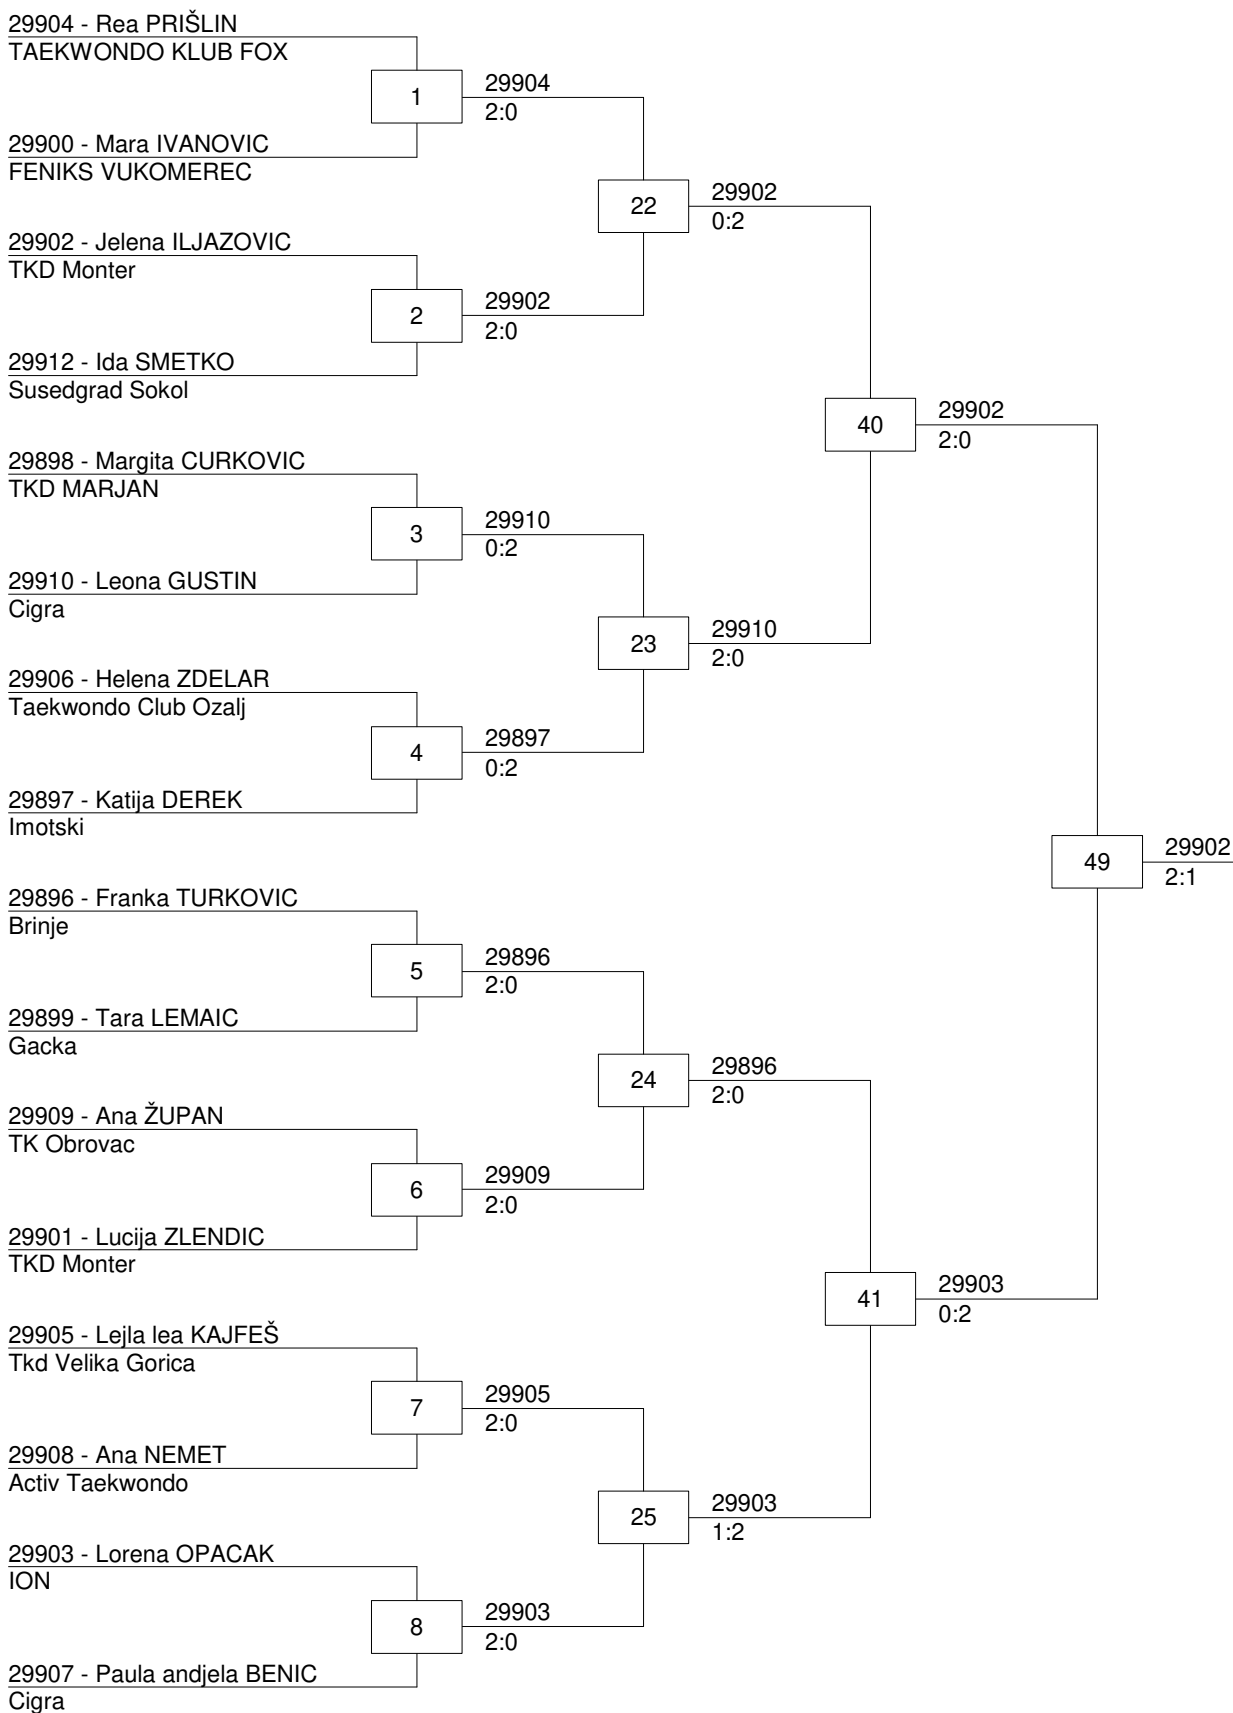 29904 - Rea PRIŠLIN
TAEKWONDO KLUB FOX
1
29904
2:0
29900 - Mara IVANOVIC
FENIKS VUKOMEREC
22
29902
0:2
29902 - Jelena ILJAZOVIC
TKD Monter
2
29902
2:0
29912 - Ida SMETKO
Susedgrad Sokol
40
29902
2:0
29898 - Margita CURKOVIC
TKD MARJAN
3
29910
0:2
29910 - Leona GUSTIN
Cigra
23
29910
2:0
29906 - Helena ZDELAR
Taekwondo Club Ozalj
4
29897
0:2
29897 - Katija DEREK
Imotski
49
29902
2:1
29896 - Franka TURKOVIC
Brinje
5
29896
2:0
29899 - Tara LEMAIC
Gacka
24
29896
2:0
29909 - Ana ŽUPAN
TK Obrovac
6
29909
2:0
29901 - Lucija ZLENDIC
TKD Monter
41
29903
0:2
29905 - Lejla lea KAJFEŠ
Tkd Velika Gorica
7
29905
2:0
29908 - Ana NEMET
Activ Taekwondo
25
29903
1:2
29903 - Lorena OPACAK
ION
8
29903
2:0
29907 - Paula andjela BENIC
Cigra